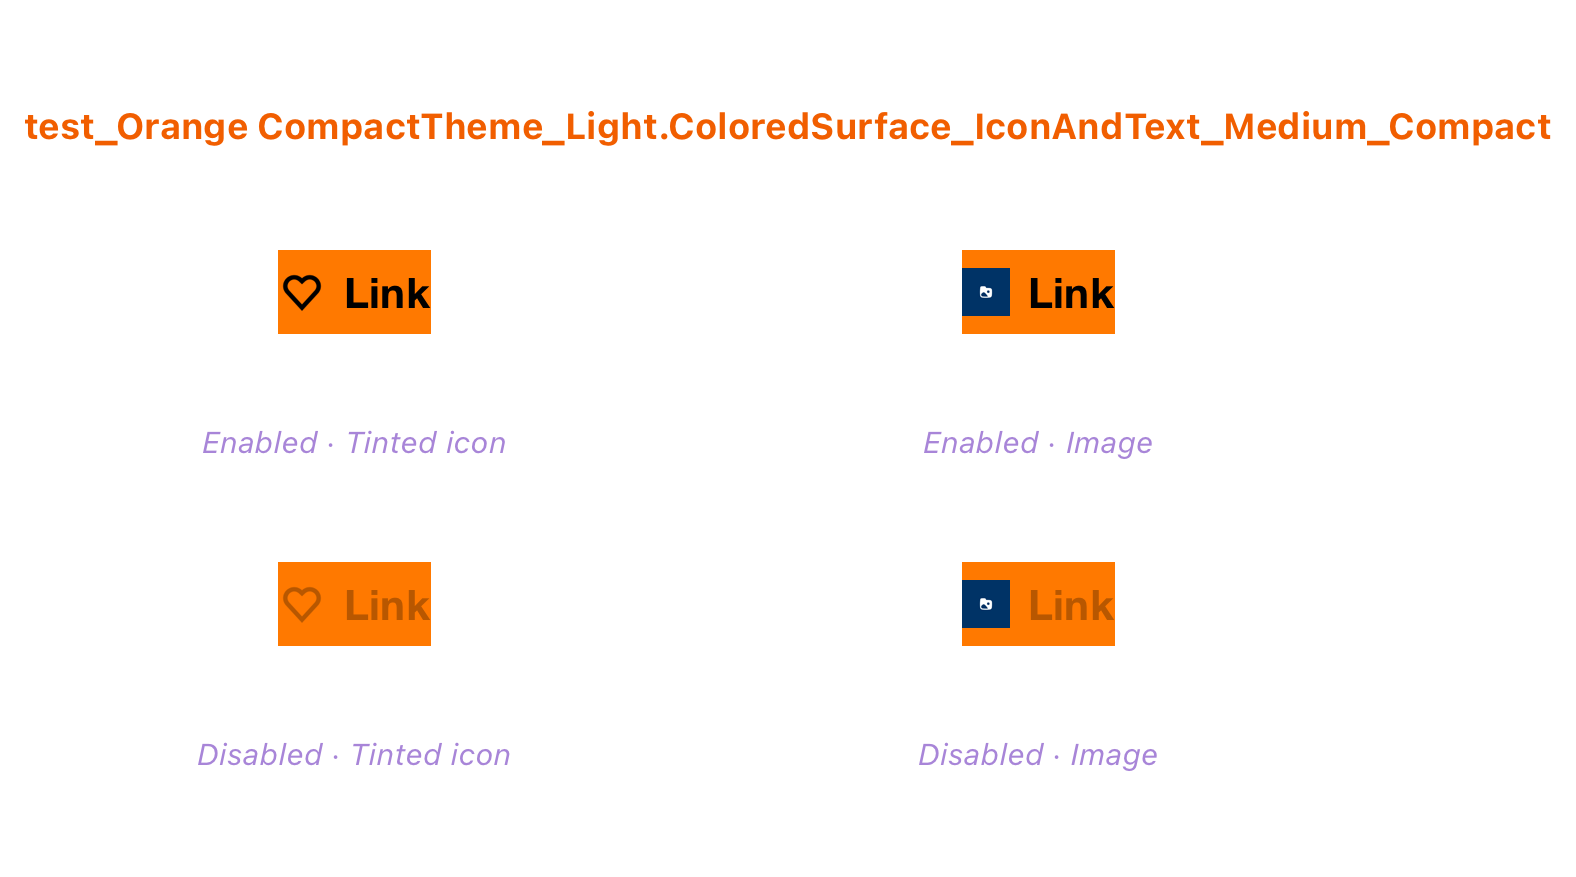 test_Orange CompactTheme_Light.ColoredSurface_IconAndText_Medium_Compact
Link
Link
Enabled · Tinted icon
Enabled · Image
Link
Link
Disabled · Tinted icon
Disabled · Image